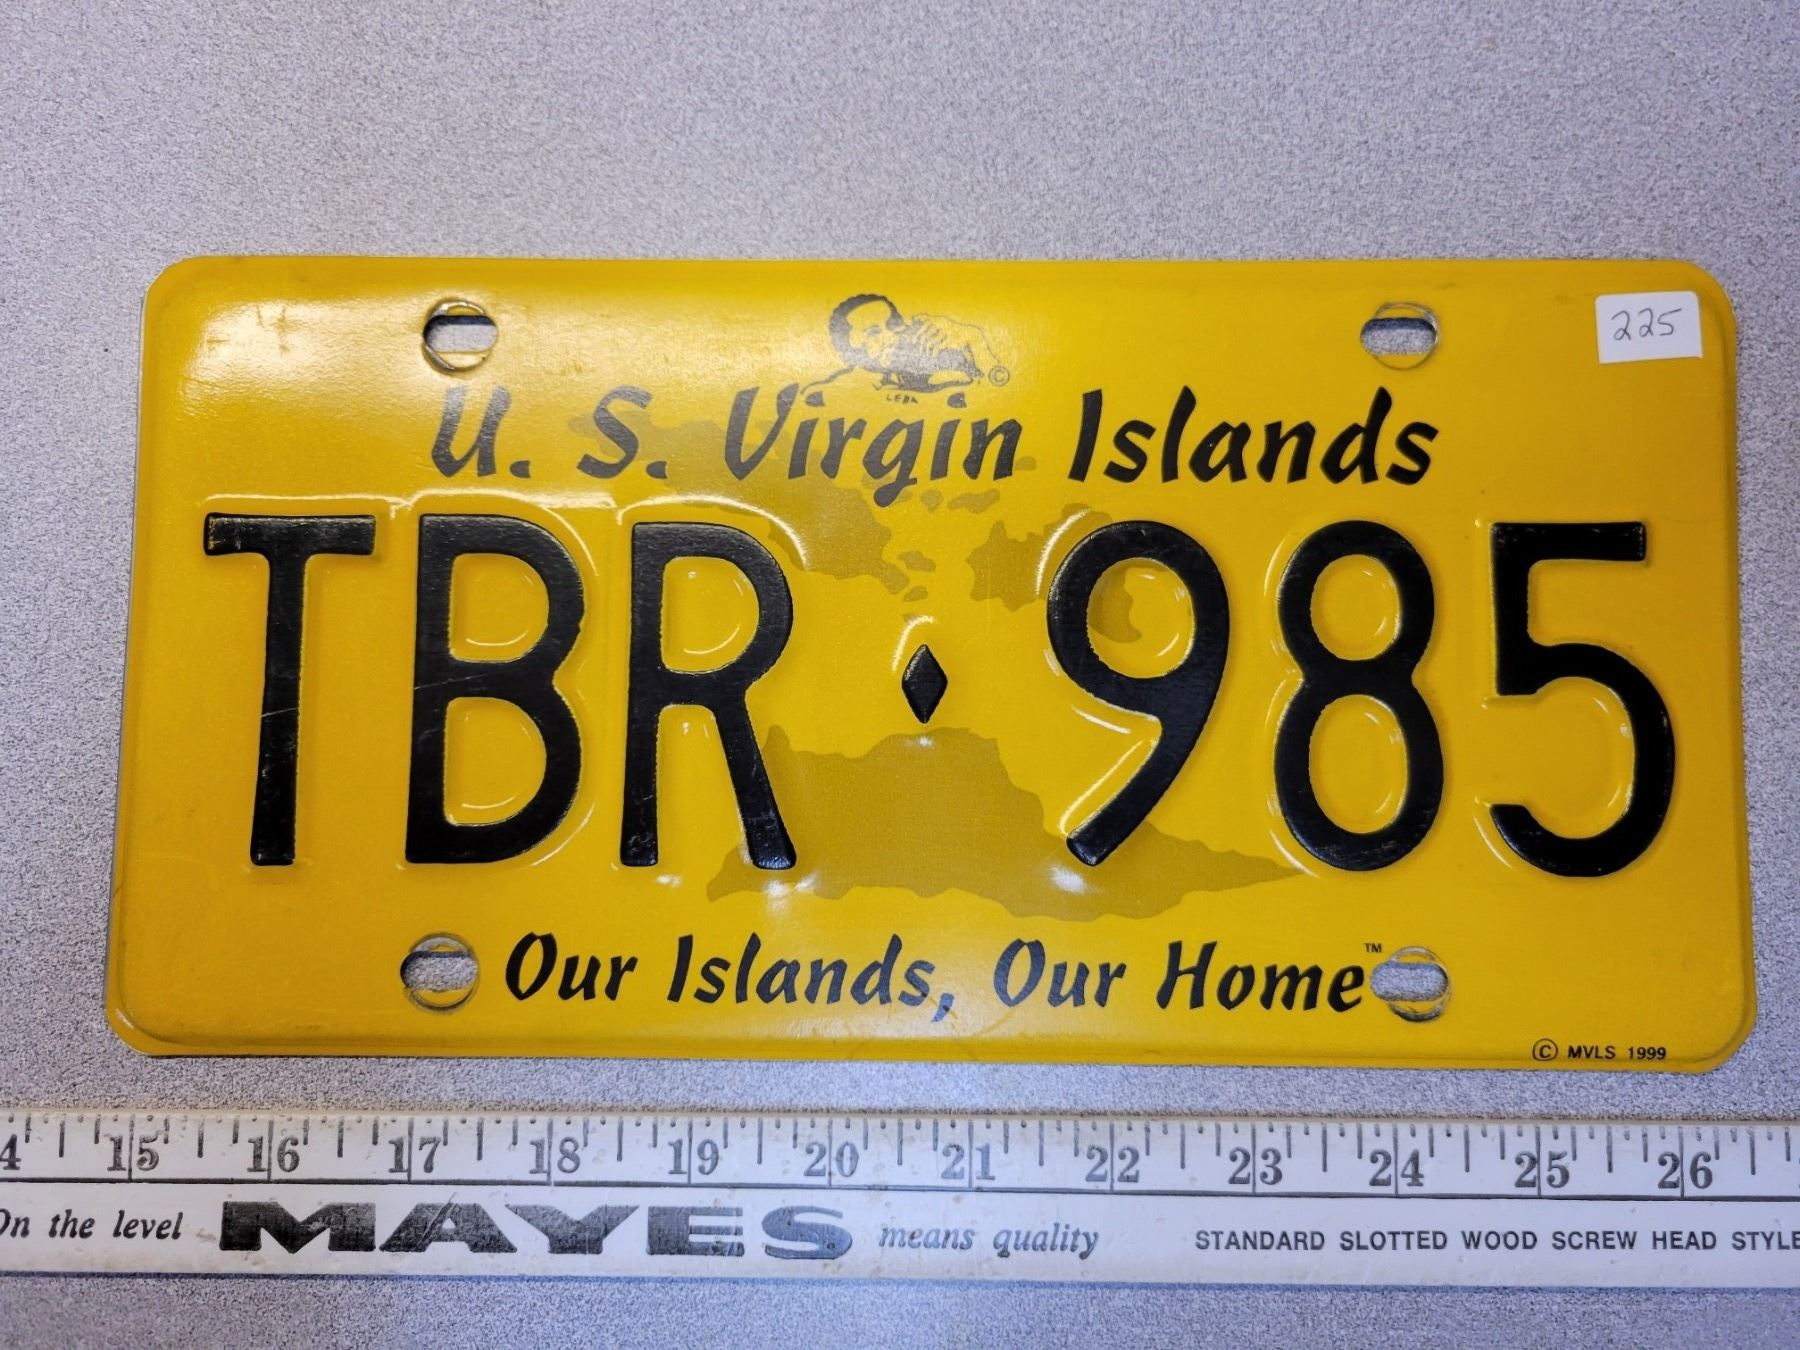 225
©
LEBA
U. S. Virgin Islands
TBR♦985
Our Islands, Our Home™
© MVLS 1999
4 15 16 17 18 19 20 21 22 23 24 25 26
On the level MAYES means quality STANDARD SLOTTED WOOD SCREW HEAD STYLE